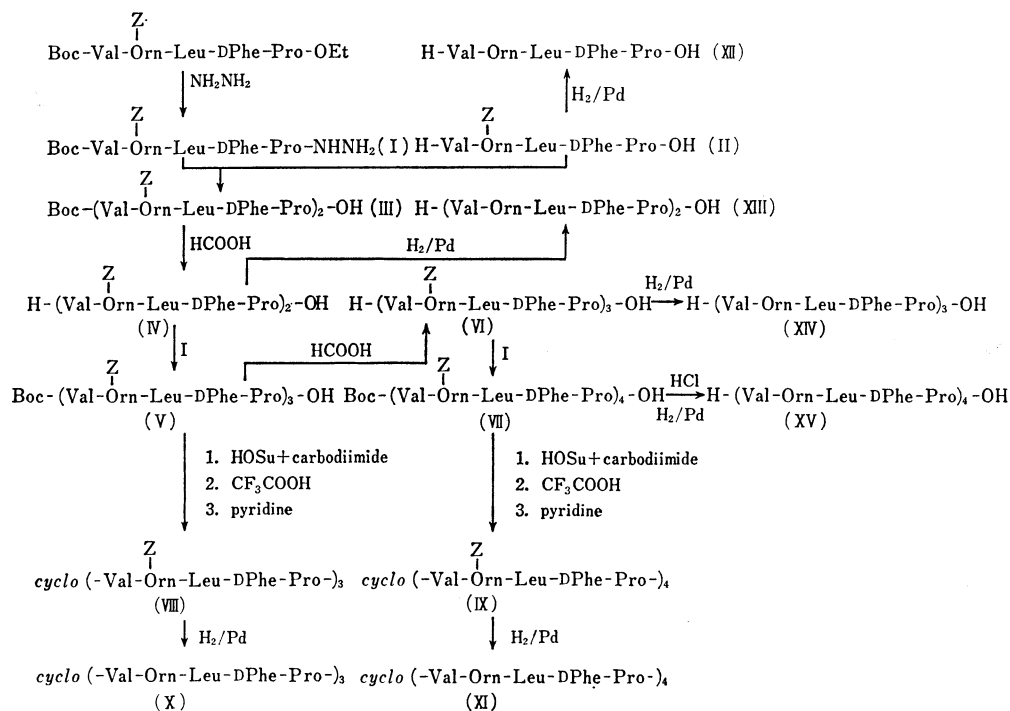 Z
Boc-Val-Orn-Leu-DPhe-Pro-OEt H-Val-Orn-Leu-DPhe-Pro-OH (XII)
NH₂NH₂ H₂/Pd
Z Z
Boc-Val-Orn-Leu-DPhe-Pro-NHNH₂(I) H-Val-Orn-Leu-DPhe-Pro-OH (II)
Z
Boc-(Val-Orn-Leu-DPhe-Pro)₂-OH (III) H-(Val-Orn-Leu-DPhe-Pro)₂-OH (XIII)
HCOOH H₂/Pd
Z Z
H-(Val-Orn-Leu-DPhe-Pro)₂-OH H-(Val-Orn-Leu-DPhe-Pro)₃-OH H₂/Pd H-(Val-Orn-Leu-DPhe-Pro)₃-OH
(IV) (VI) (XIV)
I HCOOH I
Z Z
Boc-(Val-Orn-Leu-DPhe-Pro)₃-OH Boc-(Val-Orn-Leu-DPhe-Pro)₄-OH HCl H₂/Pd H-(Val-Orn-Leu-DPhe-Pro)₄-OH
(V) (VII) (XV)
1. HOSu+carbodiimide 1. HOSu+carbodiimide
2. CF₃COOH 2. CF₃COOH
3. pyridine 3. pyridine
Z Z
cyclo (-Val-Orn-Leu-DPhe-Pro-)₃ cyclo (-Val-Orn-Leu-DPhe-Pro-)₄
(VIII) (IX)
H₂/Pd H₂/Pd
cyclo (-Val-Orn-Leu-DPhe-Pro-)₃ cyclo (-Val-Orn-Leu-DPhe-Pro-)₄
(X) (XI)